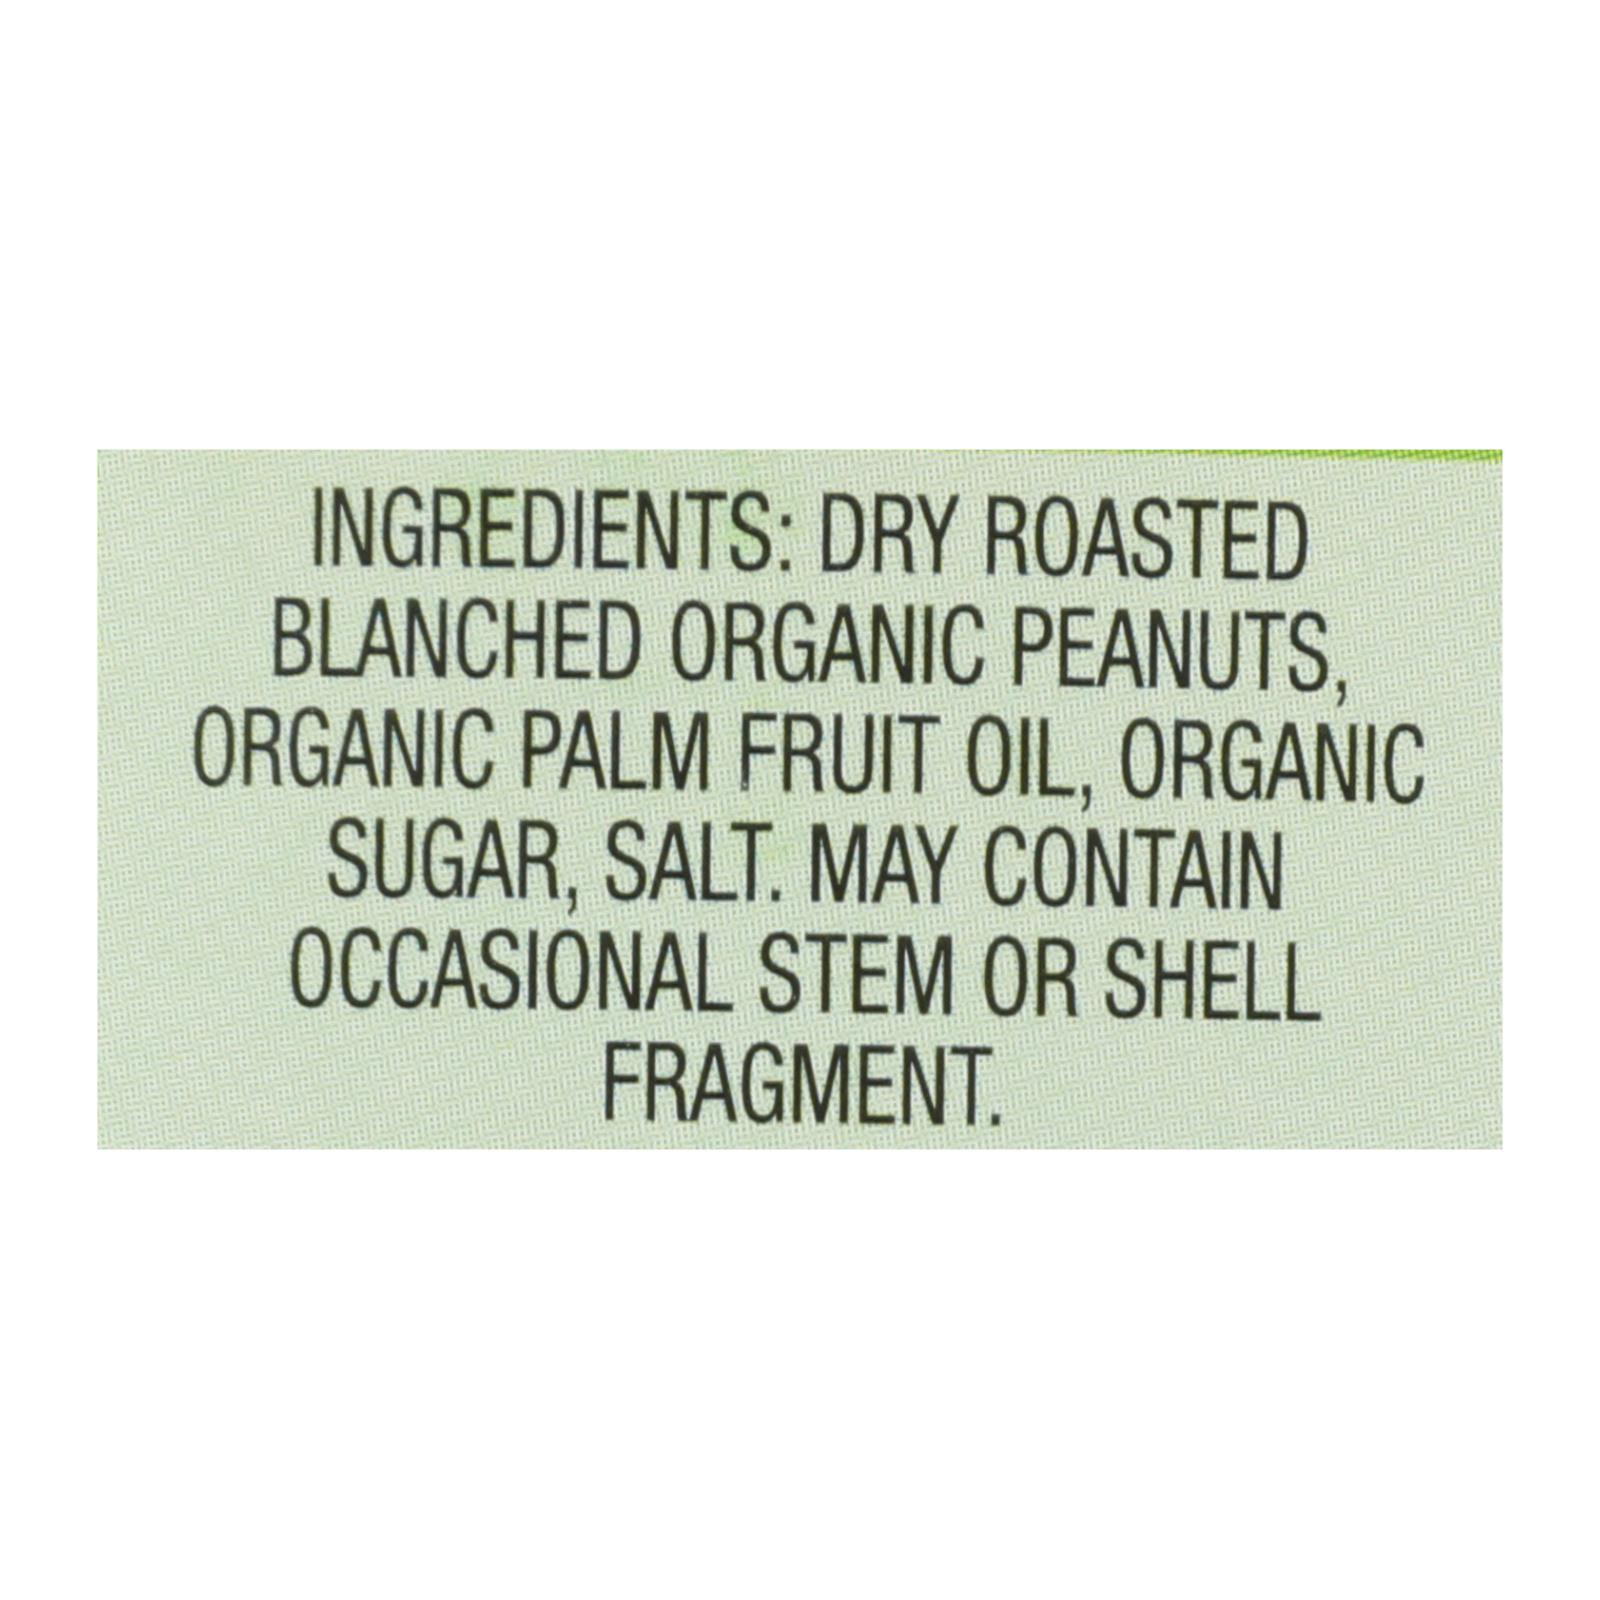 INGREDIENTS: DRY ROASTED
BLANCHED ORGANIC PEANUTS,
ORGANIC PALM FRUIT OIL, ORGANIC
SUGAR, SALT. MAY CONTAIN
OCCASIONAL STEM OR SHELL
FRAGMENT.